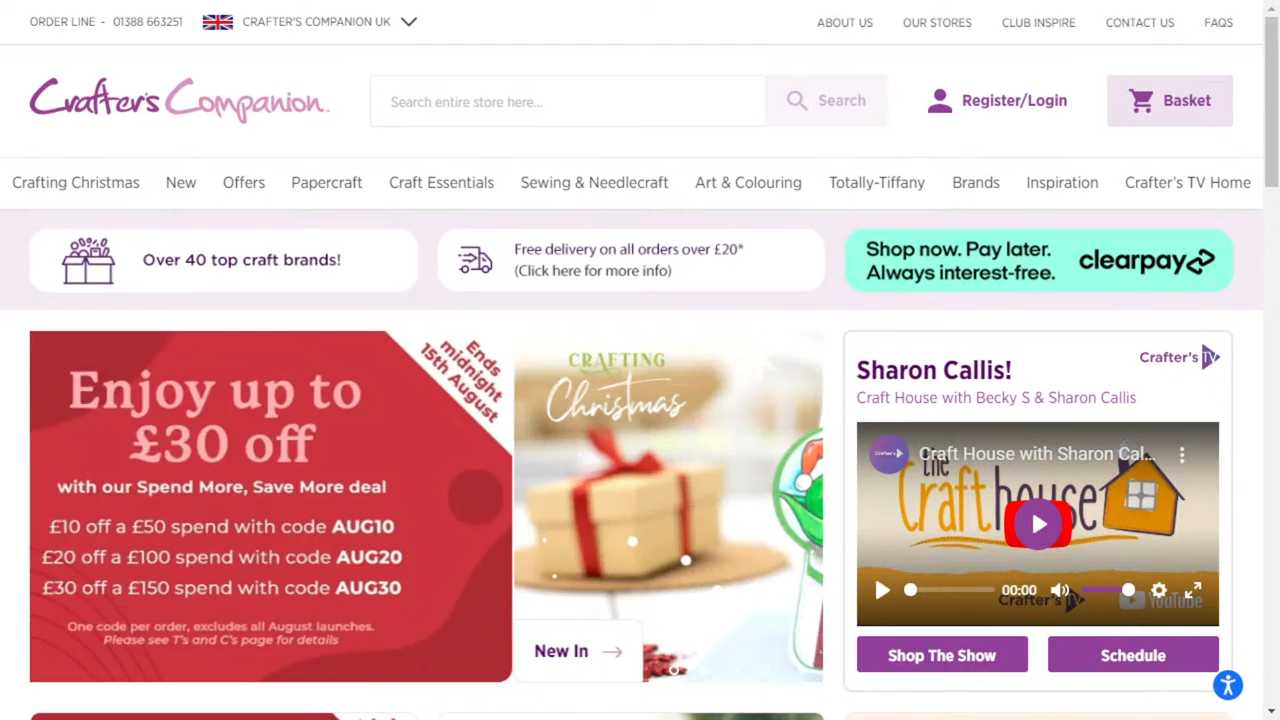 ORDER LINE - 01388 663251
CRAFTER'S COMPANION UK
ABOUT US
OUR STORES
CLUB INSPIRE
CONTACT US
FAQS
Crafter's Companion
Search entire store here...
Search
Register/Login
Basket
Crafting Christmas
New
Offers
Papercraft
Craft Essentials
Sewing & Needlecraft
Art & Colouring
Totally-Tiffany
Brands
Inspiration
Crafter's TV Home
Over 40 top craft brands!
Free delivery on all orders over £20*
(Click here for more info)
Shop now. Pay later.
Always interest-free.
clearpay
Enjoy up to
£30 off
with our Spend More, Save More deal
£10 off a £50 spend with code AUG10
£20 off a £100 spend with code AUG20
£30 off a £150 spend with code AUG30
One code per order, excludes all August launches.
Please see T's and C's page for details
Ends
midnight
15th August
CRAFTING
Christmas
New In
Crafter's TV
Sharon Callis!
Craft House with Becky S & Sharon Callis
Craft House with Sharon Cal...
the
Crafthouse
00:00
Crafter's TV
YouTube
Shop The Show
Schedule